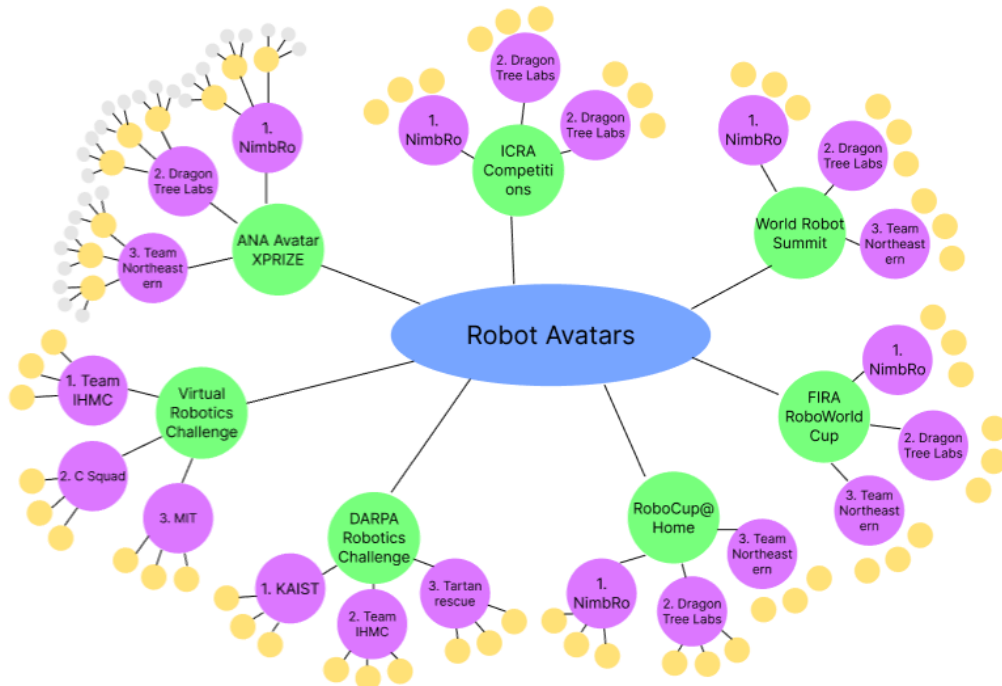 Robot Avatars
ICRA
Competiti
ons
1.
NimbRo
2. Dragon
Tree Labs
2. Dragon
Tree Labs
World Robot
Summit
1.
NimbRo
2. Dragon
Tree Labs
3. Team
Northeast
ern
FIRA
RoboWorld
Cup
1.
NimbRo
2. Dragon
Tree Labs
3. Team
Northeast
ern
RoboCup@
Home
3. Team
Northeast
ern
2. Dragon
Tree Labs
1.
NimbRo
DARPA
Robotics
Challenge
3. Tartan
rescue
2. Team
IHMC
1. KAIST
Virtual
Robotics
Challenge
3. MIT
2. C Squad
1. Team
IHMC
ANA Avatar
XPRIZE
3. Team
Northeast
ern
2. Dragon
Tree Labs
1.
NimbRo